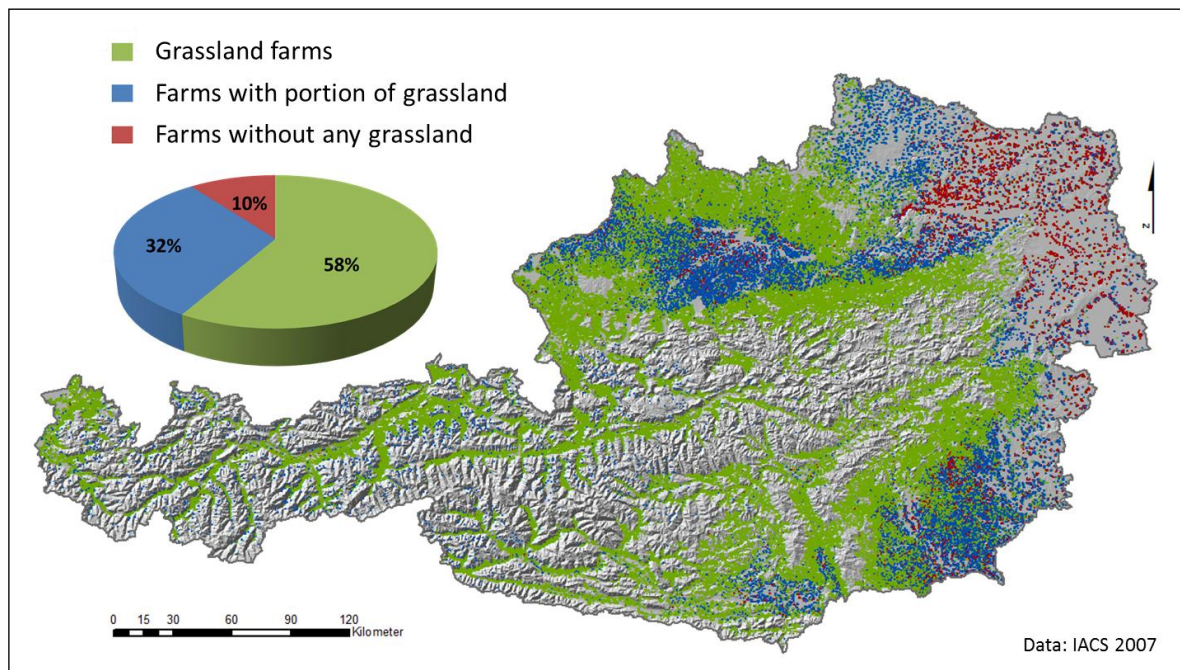 Grassland farms
Farms with portion of grassland
Farms without any grassland
10%
32%
58%
z
0 15 30 60 90 120
Kilometer
Data: IACS 2007